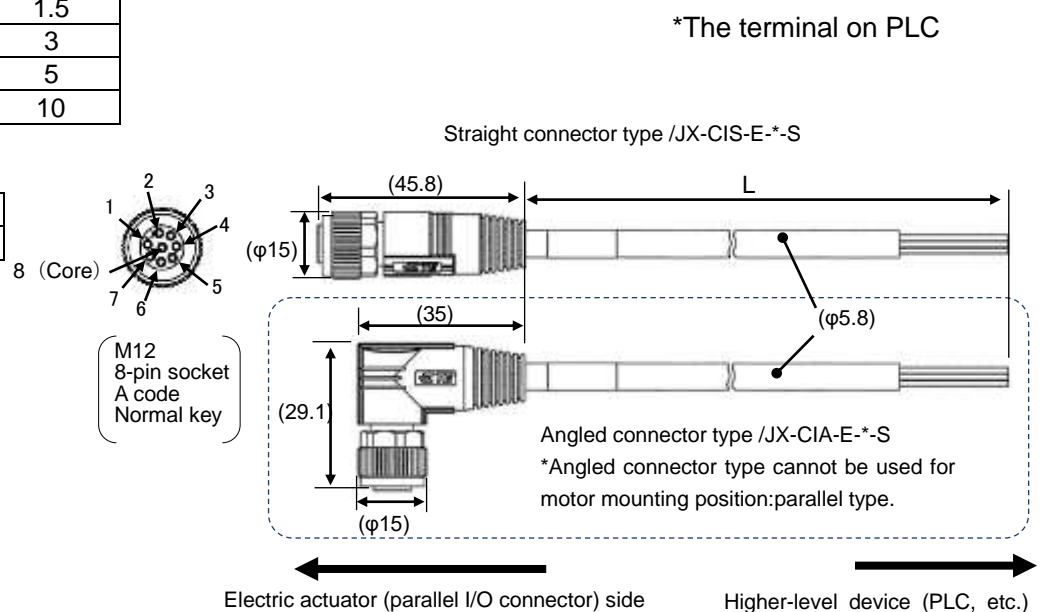 1.5
3
5
10
*The terminal on PLC
Straight connector type /JX-CIS-E-*-S
(45.8)
L
(φ15)
1
2
3
4
5
6
7
8 （Core）
(φ5.8)
M12
8-pin socket
A code
Normal key
(35)
(29.1)
(φ15)
Angled connector type /JX-CIA-E-*-S
*Angled connector type cannot be used for
motor mounting position:parallel type.
Electric actuator (parallel I/O connector) side
Higher-level device (PLC, etc.)